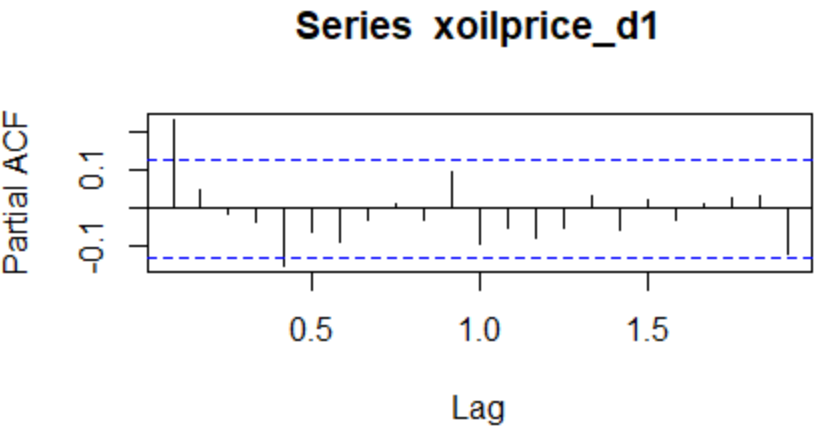 Series xoilprice_d1
Partial ACF
0.1
-0.1
0.5 1.0 1.5
Lag